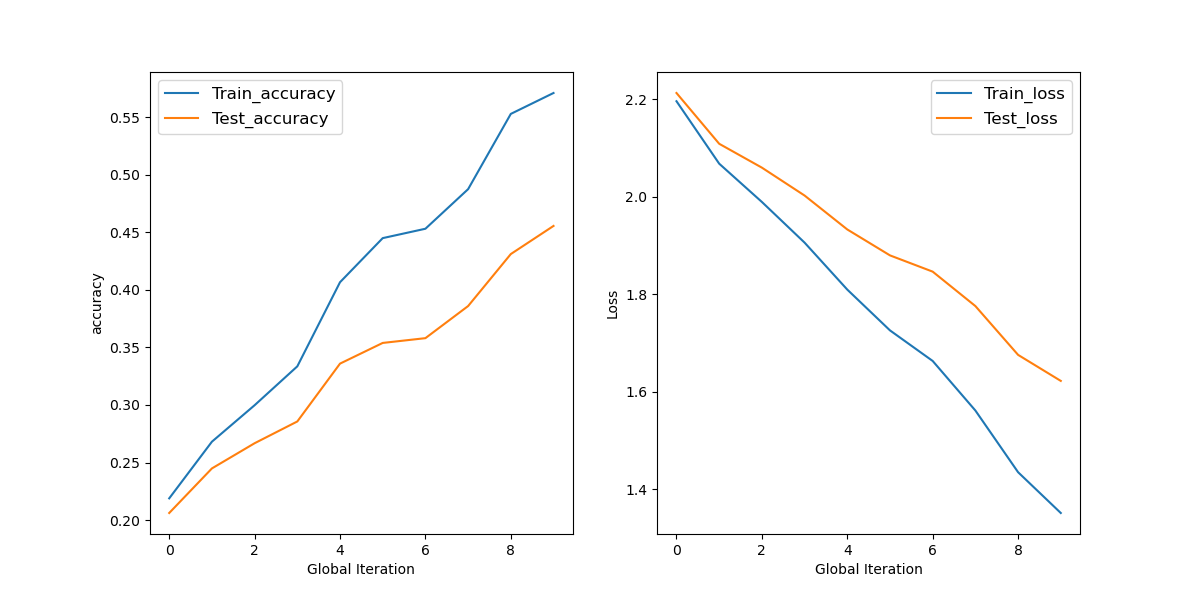 Train_accuracy
Test_accuracy
0.55
0.50
0.45
0.40
0.35
0.30
0.25
0.20
accuracy
0 2 4 6 8
Global Iteration
Train_loss
Test_loss
2.2
2.0
1.8
1.6
1.4
Loss
0 2 4 6 8
Global Iteration